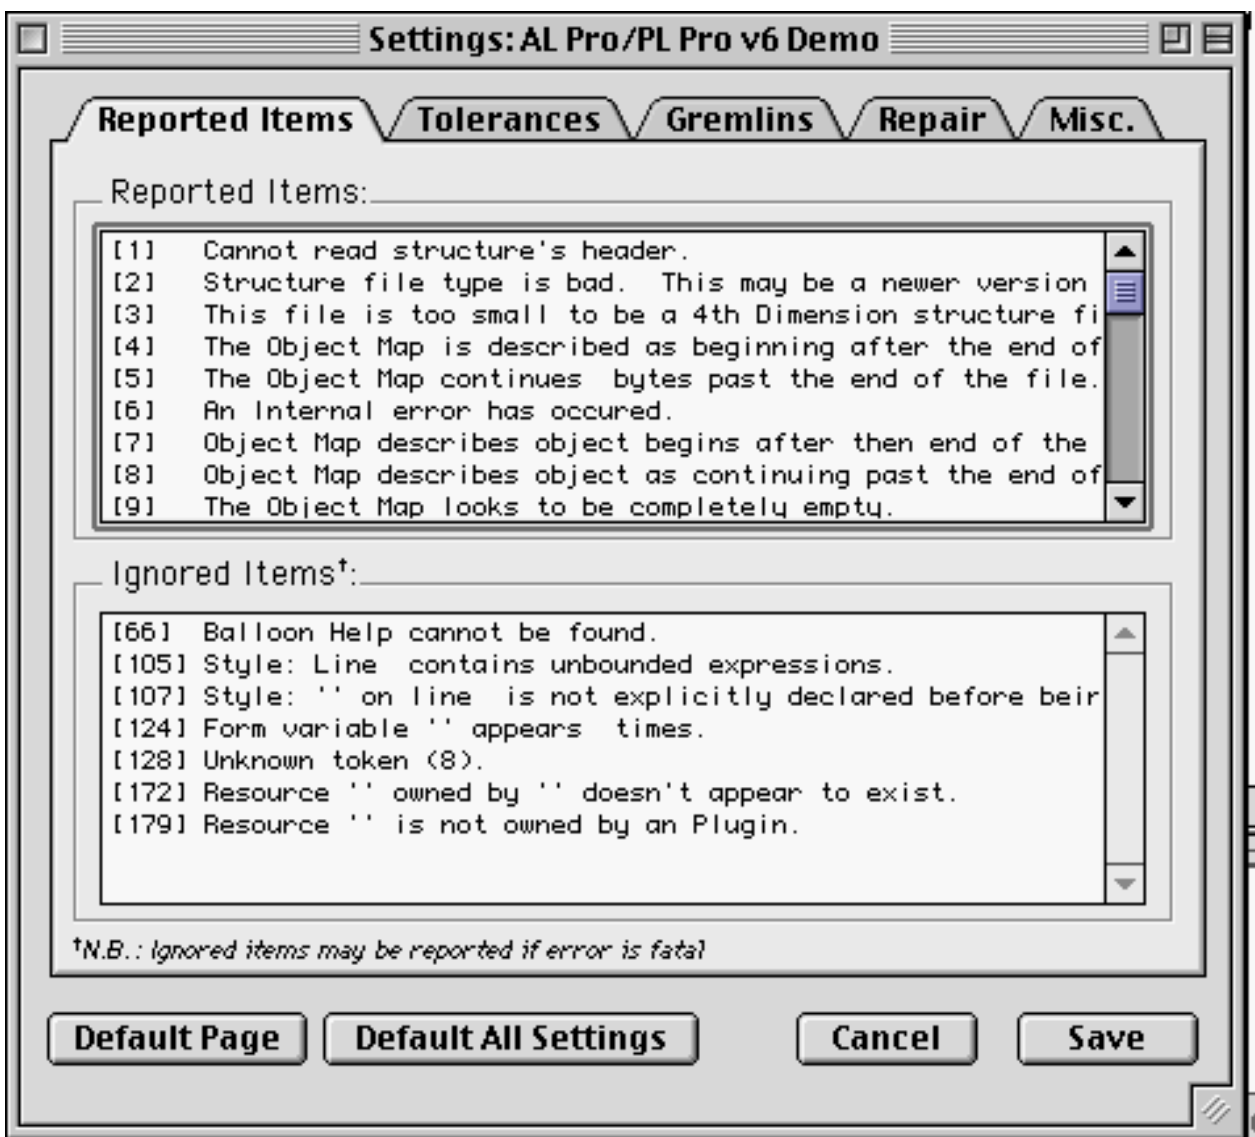 Settings: AL Pro/PL Pro v6 Demo
Reported Items Tolerances Gremlins Repair Misc.
Reported Items:
[1] Cannot read structure's header.
[2] Structure file type is bad.  This may be a newer version
[3] This file is too small to be a 4th Dimension structure fi
[4] The Object Map is described as beginning after the end of
[5] The Object Map continues  bytes past the end of the file.
[6] An Internal error has occured.
[7] Object Map describes object begins after then end of the
[8] Object Map describes object as continuing past the end of
[9] The Object Map looks to be completely empty.
Ignored Items†:
[66] Balloon Help cannot be found.
[105] Style: Line  contains unbounded expressions.
[107] Style: '' on line  is not explicitly declared before beir
[124] Form variable '' appears  times.
[128] Unknown token (8).
[172] Resource '' owned by '' doesn't appear to exist.
[179] Resource '' is not owned by an Plugin.
†N.B.: Ignored items may be reported if error is fatal
Default Page Default All Settings Cancel Save